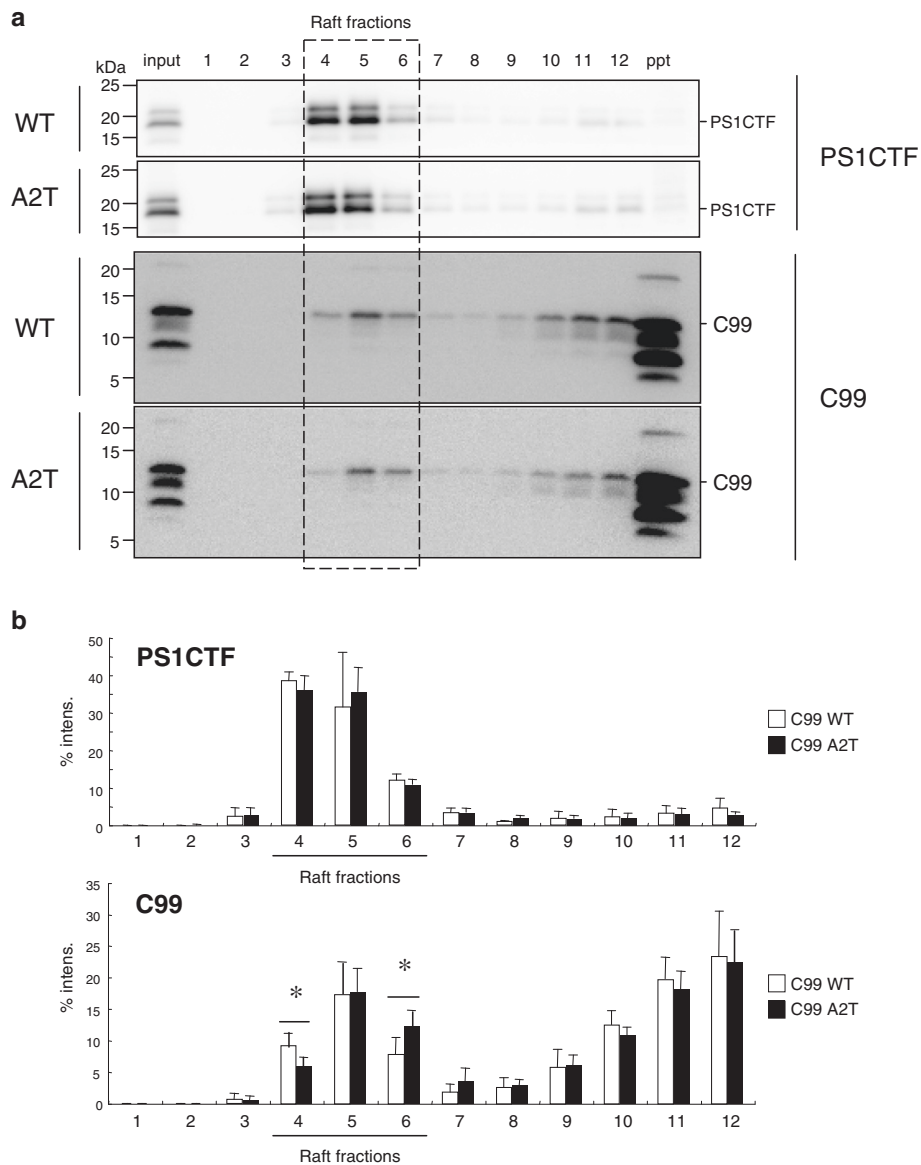 a
Raft fractions
kDa input 1 2 3 4 5 6 7 8 9 10 11 12 ppt
WT
25
20
15
PS1CTF
A2T
25
20
15
PS1CTF
PS1CTF
WT
20
15
10
5
C99
A2T
20
15
10
5
C99
C99
b
PS1CTF
% intens.
50
40
30
20
10
0
1 2 3 4 5 6 7 8 9 10 11 12
Raft fractions
C99 WT
C99 A2T
C99
% intens.
35
30
25
20
15
10
5
0
* *
1 2 3 4 5 6 7 8 9 10 11 12
Raft fractions
C99 WT
C99 A2T